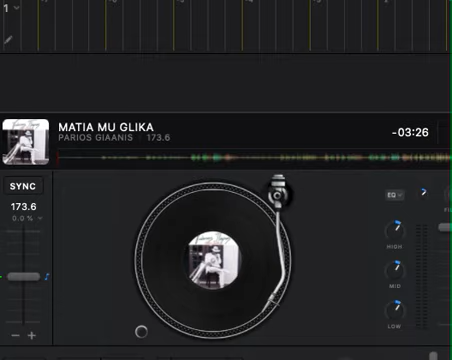 1
MATIA MU GLIKA
PARIOS GIAANIS 173.6
-03:26
SYNC
173.6
0.0 %
EQ
HIGH
MID
LOW